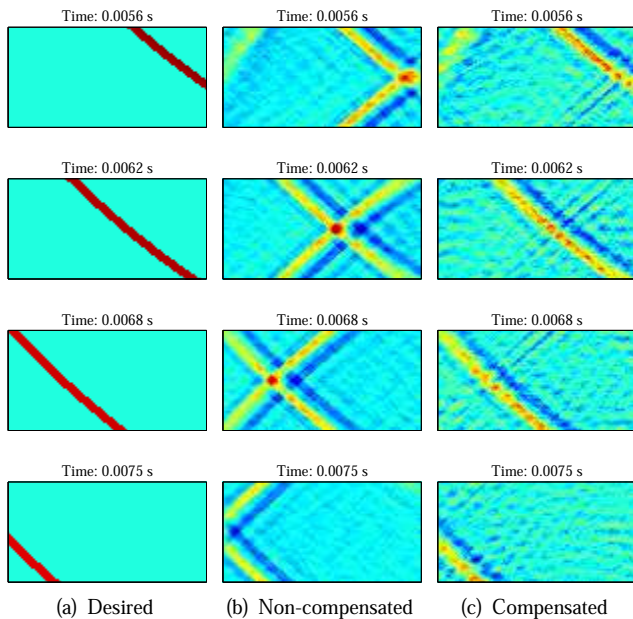 Time: 0.0056 s
Time: 0.0056 s
Time: 0.0056 s
Time: 0.0062 s
Time: 0.0062 s
Time: 0.0062 s
Time: 0.0068 s
Time: 0.0068 s
Time: 0.0068 s
Time: 0.0075 s
Time: 0.0075 s
Time: 0.0075 s
(a) Desired
(b) Non-compensated
(c) Compensated